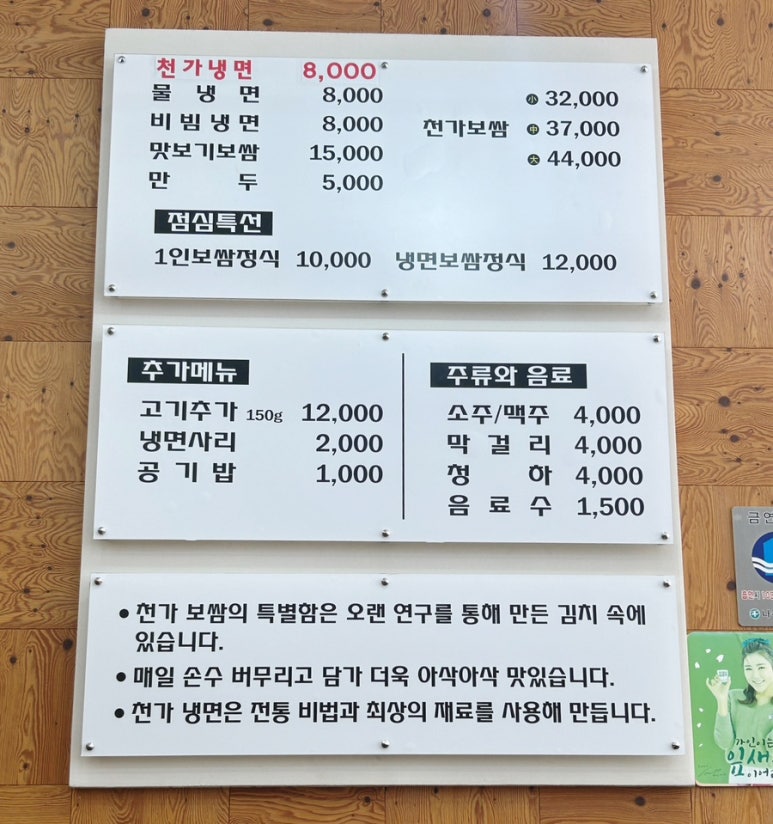 천가냉면 8,000
물냉면 8,000
비빔냉면 8,000
맛보기보쌈 15,000
만두 5,000
천가보쌈
小 32,000
中 37,000
大 44,000
점심특선
1인보쌈정식 10,000 냉면보쌈정식 12,000
추가메뉴
고기추가 150g 12,000
냉면사리 2,000
공기밥 1,000
주류와 음료
소주/맥주 4,000
막걸리 4,000
청하 4,000
음료수 1,500
• 천가 보쌈의 특별함은 오랜 연구를 통해 만든 김치 속에
있습니다.
• 매일 손수 버무리고 담가 더욱 아삭아삭 맛있습니다.
• 천가 냉면은 전통 비법과 최상의 재료를 사용해 만듭니다.
금연
잎새